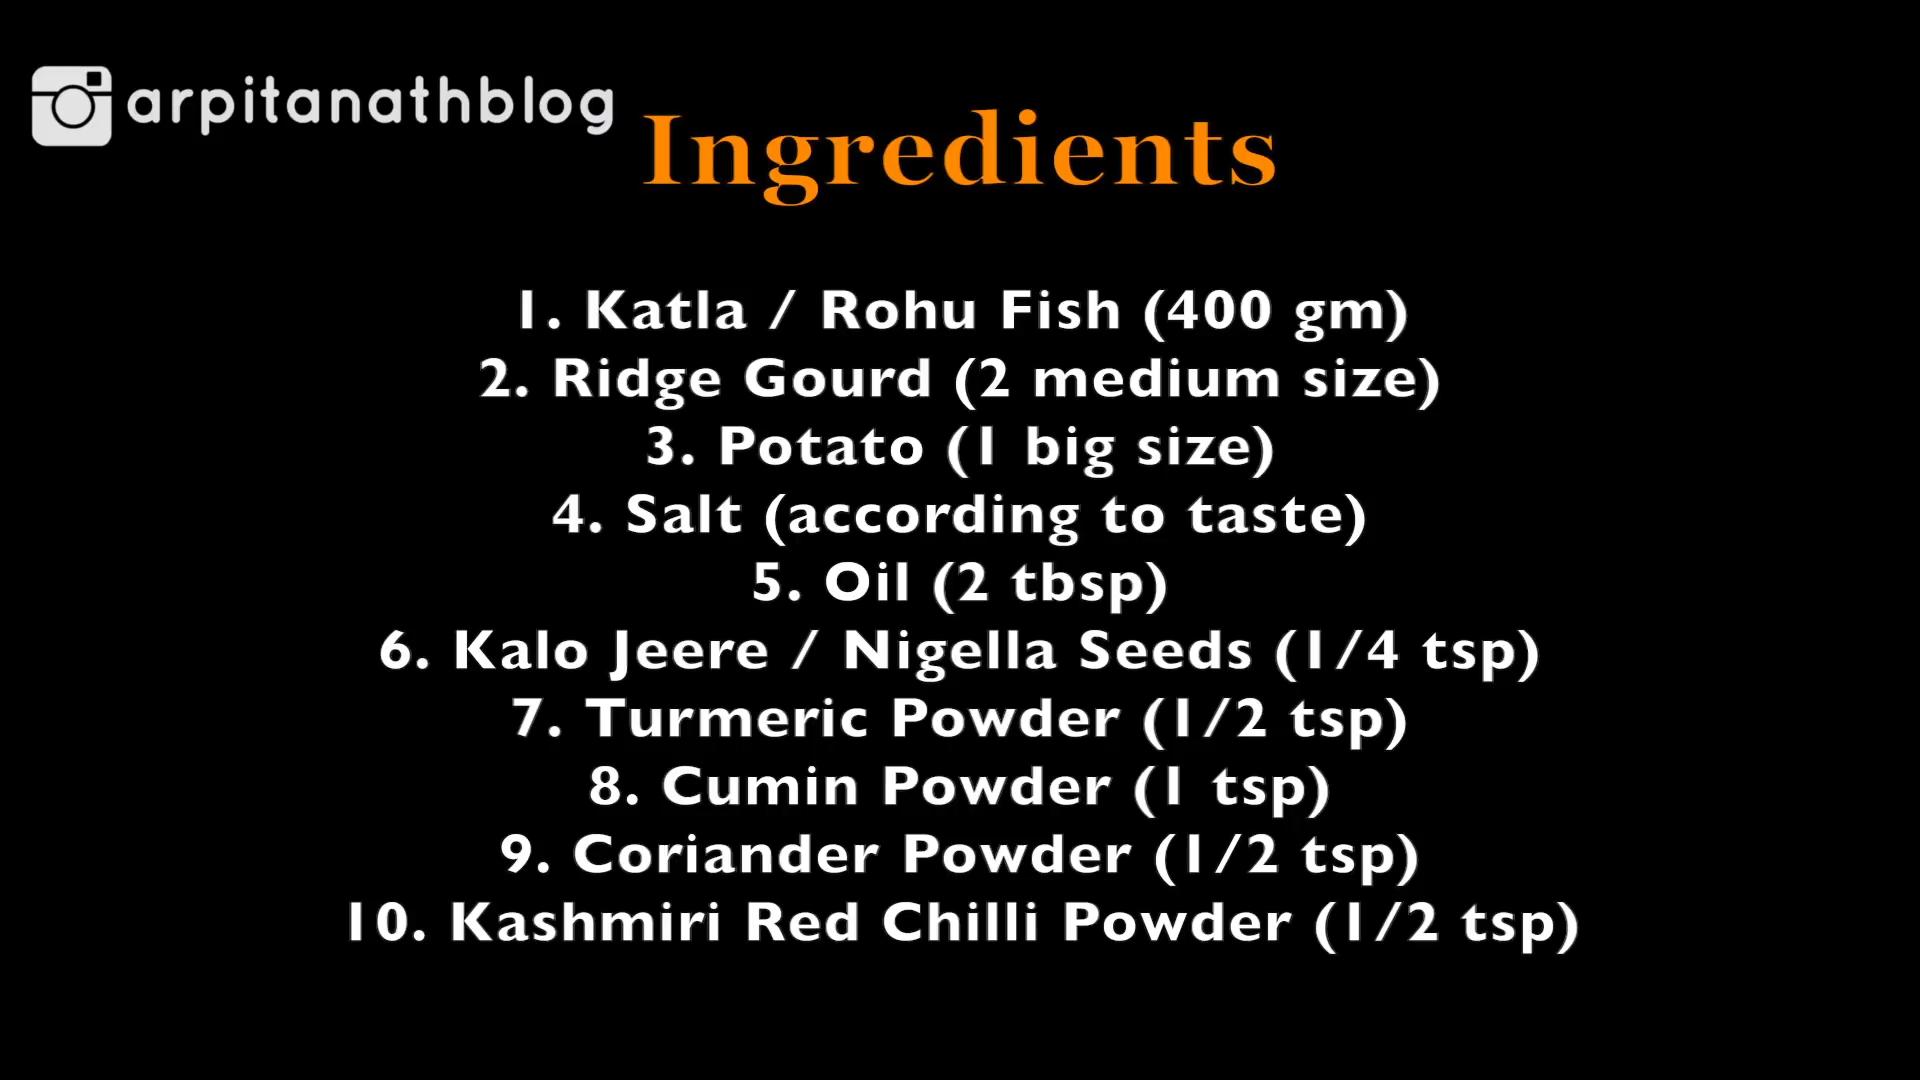 arpitanathblog
Ingredients
1. Katla / Rohu Fish (400 gm)
2. Ridge Gourd (2 medium size)
3. Potato (1 big size)
4. Salt (according to taste)
5. Oil (2 tbsp)
6. Kalo Jeere / Nigella Seeds (1/4 tsp)
7. Turmeric Powder (1/2 tsp)
8. Cumin Powder (1 tsp)
9. Coriander Powder (1/2 tsp)
10. Kashmiri Red Chilli Powder (1/2 tsp)